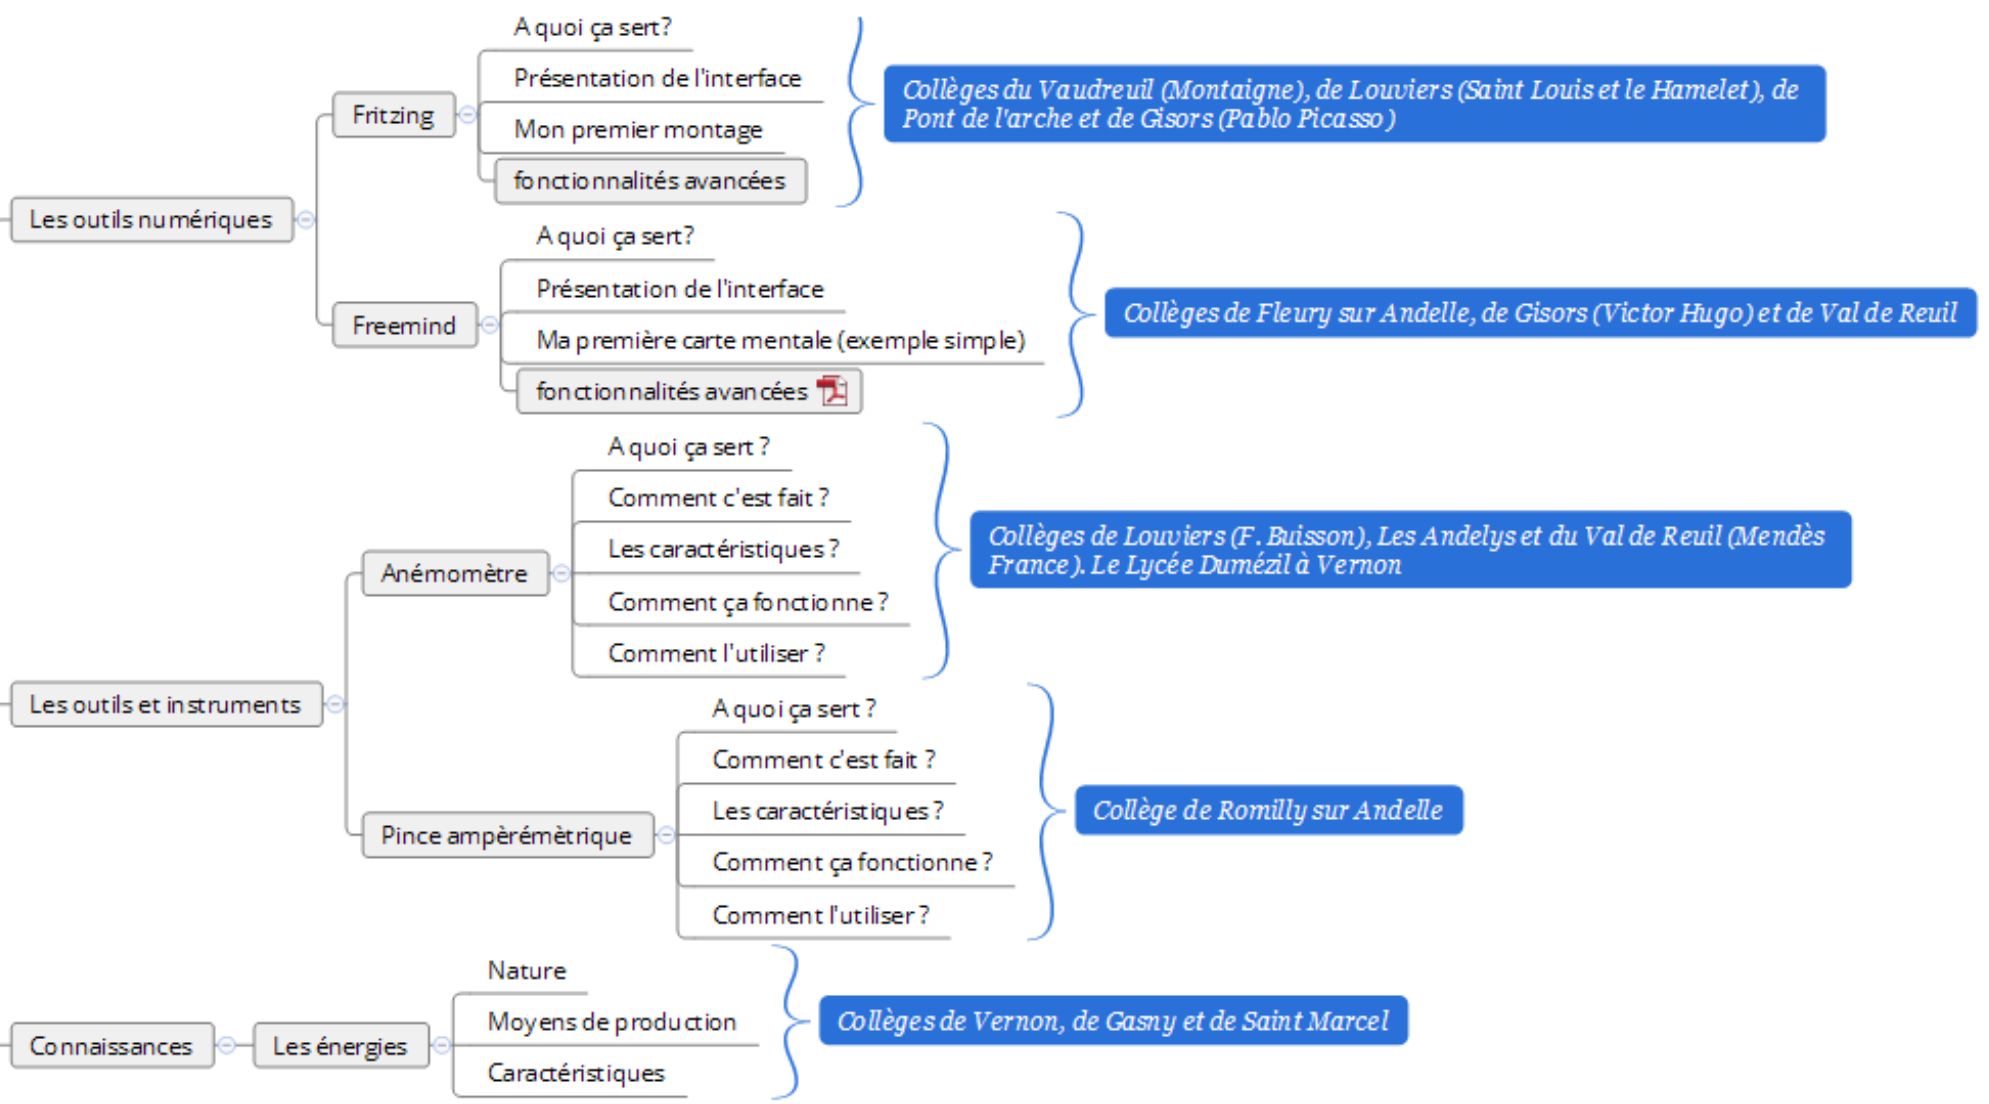 Les outils numériques
Fritzing
A quoi ça sert?
Présentation de l'interface
Mon premier montage
fonctionnalités avancées
Collèges du Vaudreuil (Montaigne), de Louviers (Saint Louis et le Hamelet), de
Pont de l'arche et de Gisors (Pablo Picasso)
Freemind
A quoi ça sert?
Présentation de l'interface
Ma première carte mentale (exemple simple)
fonctionnalités avancées
Collèges de Fleury sur Andelle, de Gisors (Victor Hugo) et de Val de Reuil
Les outils et instruments
Anémomètre
A quoi ça sert ?
Comment c'est fait ?
Les caractéristiques ?
Comment ça fonctionne ?
Comment l'utiliser ?
Collèges de Louviers (F. Buisson), Les Andelys et du Val de Reuil (Mendès
France). Le Lycée Dumézil à Vernon
Pince ampèrémètrique
A quoi ça sert ?
Comment c'est fait ?
Les caractéristiques ?
Comment ça fonctionne ?
Comment l'utiliser ?
Collège de Romilly sur Andelle
Connaissances
Les énergies
Nature
Moyens de production
Caractéristiques
Collèges de Vernon, de Gasny et de Saint Marcel